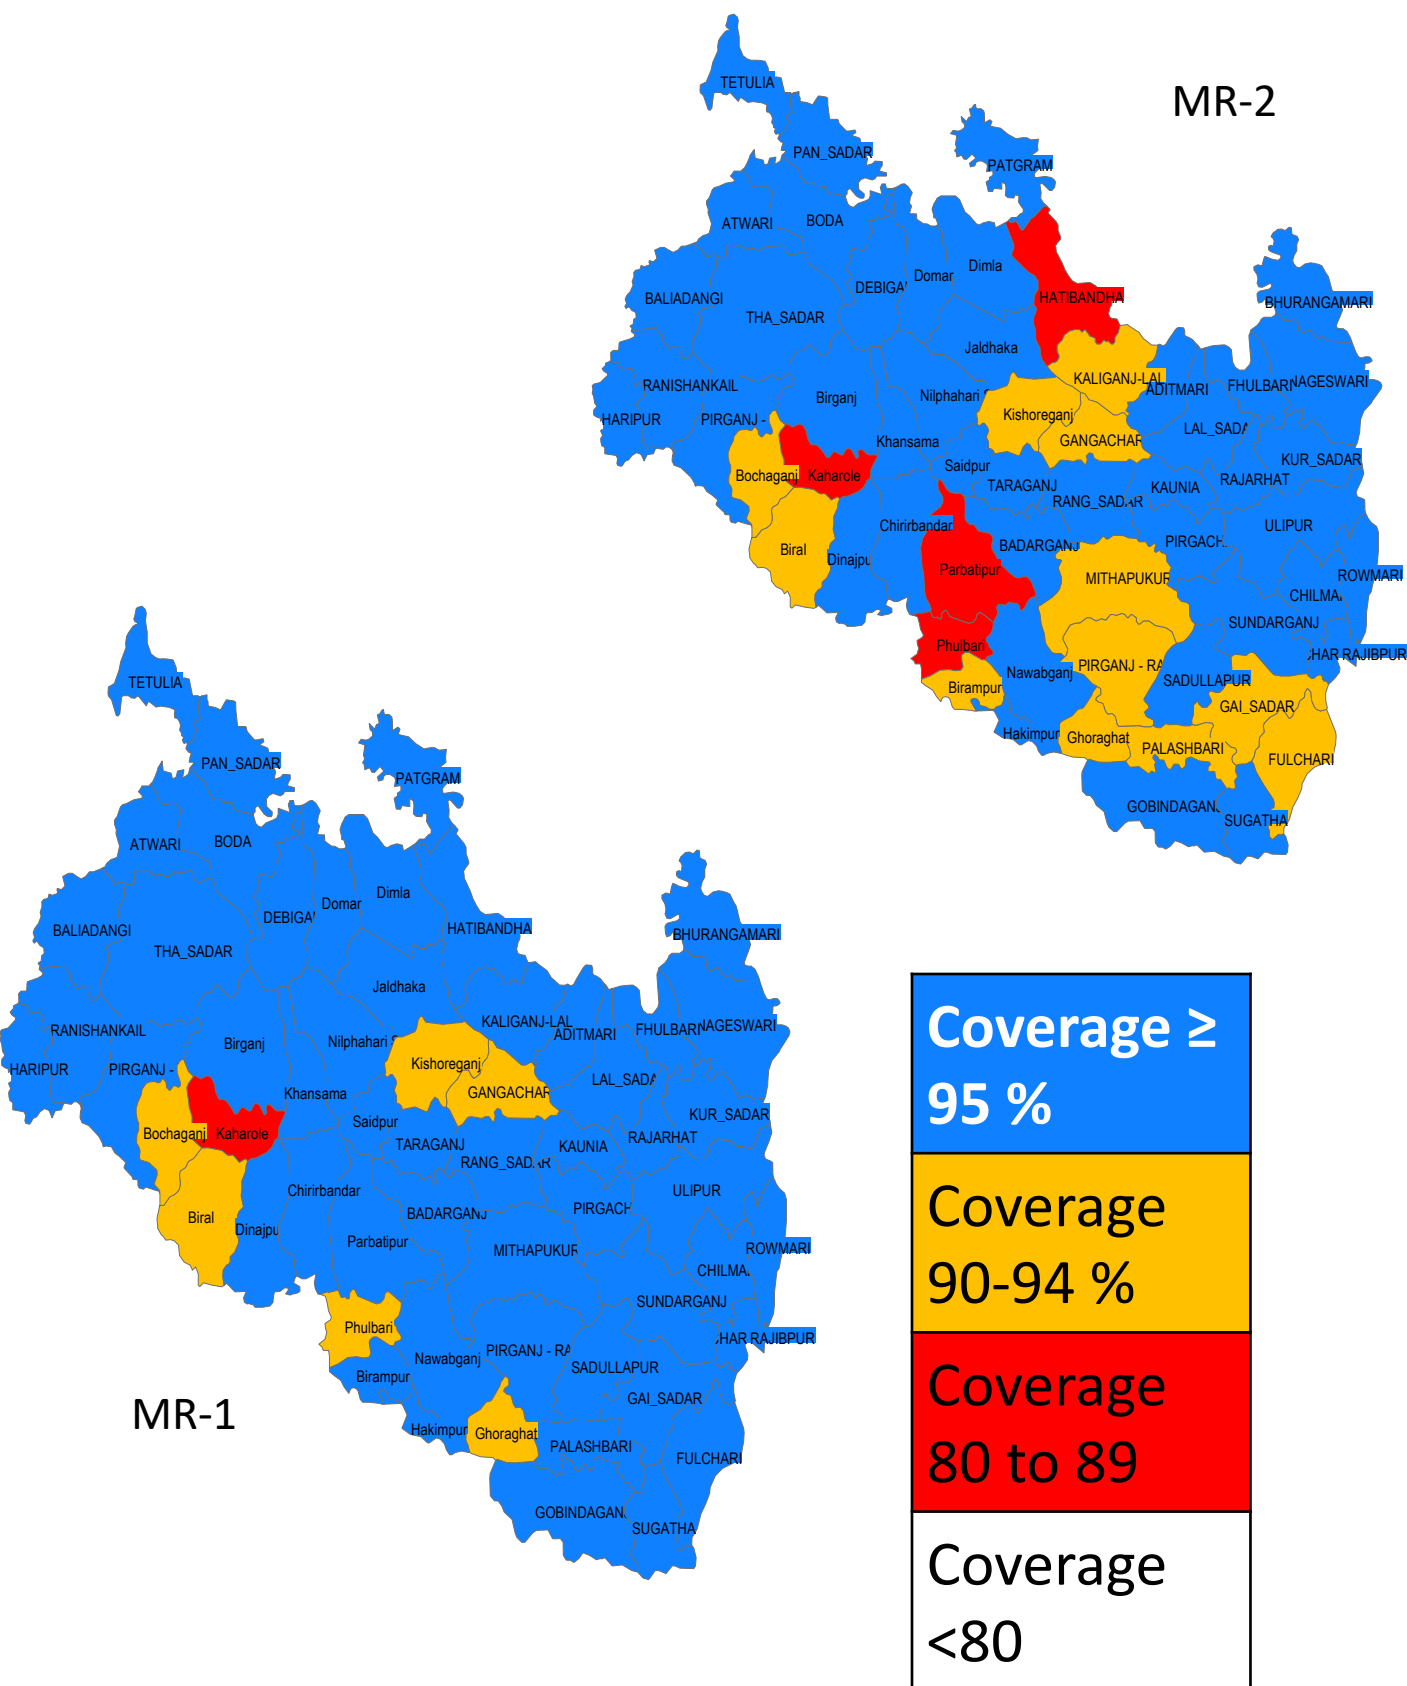 MR-2
TETULIA
PAN_SADAR
PATGRAM
ATWARI
BODA
Domar
Dimla
DEBIGA
BALIADANGI
HATIBANDHA
BHURANGAMARI
THA_SADAR
Jaldhaka
RANISHANKAIL
Birganj
Nilphahari
KALIGANJ-LAL
ADITMARI
FHULBARI
NAGESWARI
HARIPUR
PIRGANJ -
Khansama
Kishoreganj
GANGACHAR
LAL_SADA
KUR_SADAR
Bochaganj
Kaharole
Saidpur
TARAGANJ
RANG_SADAR
KAUNIA
RAJARHAT
Chirirbandar
ULIPUR
Biral
Dinajpu
BADARGANJ
PIRGACH
Parbatipur
MITHAPUKUR
CHILMA
ROWMARI
Phulbari
SUNDARGANJ
HAR RAJIBPUR
Birampur
Nawabganj
PIRGANJ - RA
SADULLAPUR
GAI_SADAR
Hakimpur
Ghoraghat
PALASHBARI
FULCHARI
GOBINDAGAN
SUGATHA
TETULIA
PAN_SADAR
PATGRAM
ATWARI
BODA
Domar
Dimla
DEBIGA
BALIADANGI
HATIBANDHA
BHURANGAMARI
THA_SADAR
Jaldhaka
RANISHANKAIL
Birganj
Nilphahari
KALIGANJ-LAL
ADITMARI
FHULBARI
NAGESWARI
HARIPUR
PIRGANJ -
Khansama
Kishoreganj
GANGACHAR
LAL_SADA
KUR_SADAR
Bochaganj
Kaharole
Saidpur
TARAGANJ
RANG_SADAR
KAUNIA
RAJARHAT
Chirirbandar
ULIPUR
Biral
Dinajpu
BADARGANJ
PIRGACH
Parbatipur
MITHAPUKUR
CHILMA
ROWMARI
Phulbari
SUNDARGANJ
HAR RAJIBPUR
Birampur
Nawabganj
PIRGANJ - RA
SADULLAPUR
GAI_SADAR
Hakimpur
Ghoraghat
PALASHBARI
FULCHARI
GOBINDAGAN
SUGATHA
MR-1
Coverage ≥
95 %
Coverage
90-94 %
Coverage
80 to 89
Coverage
<80